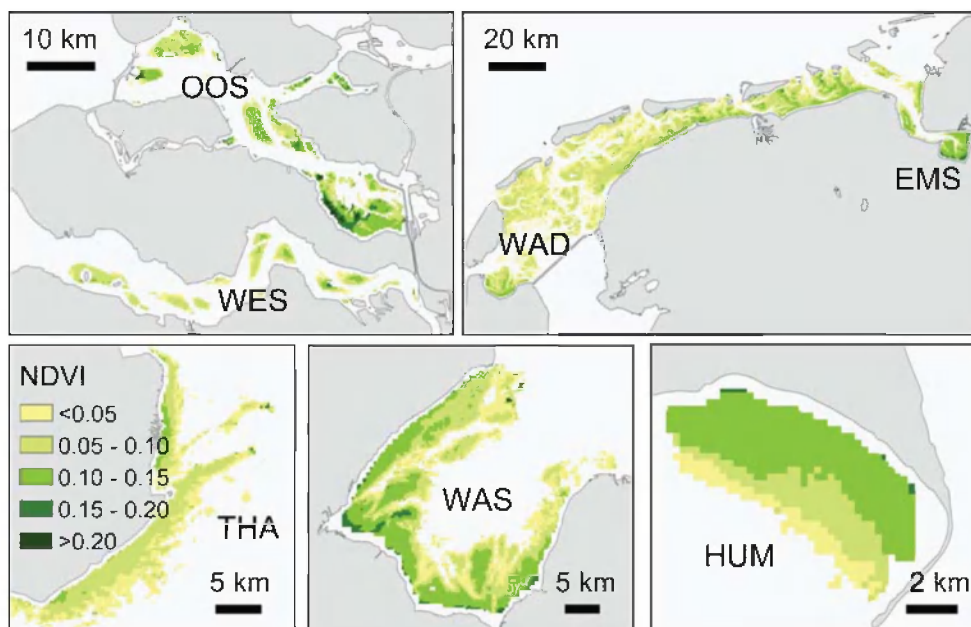 10 km
OOS
WES
20 km
EMS
WAD
NDVI
<0.05
0.05 - 0.10
0.10 - 0.15
0.15 - 0.20
>0.20
THA
5 km
WAS
5 km
HUM
2 km